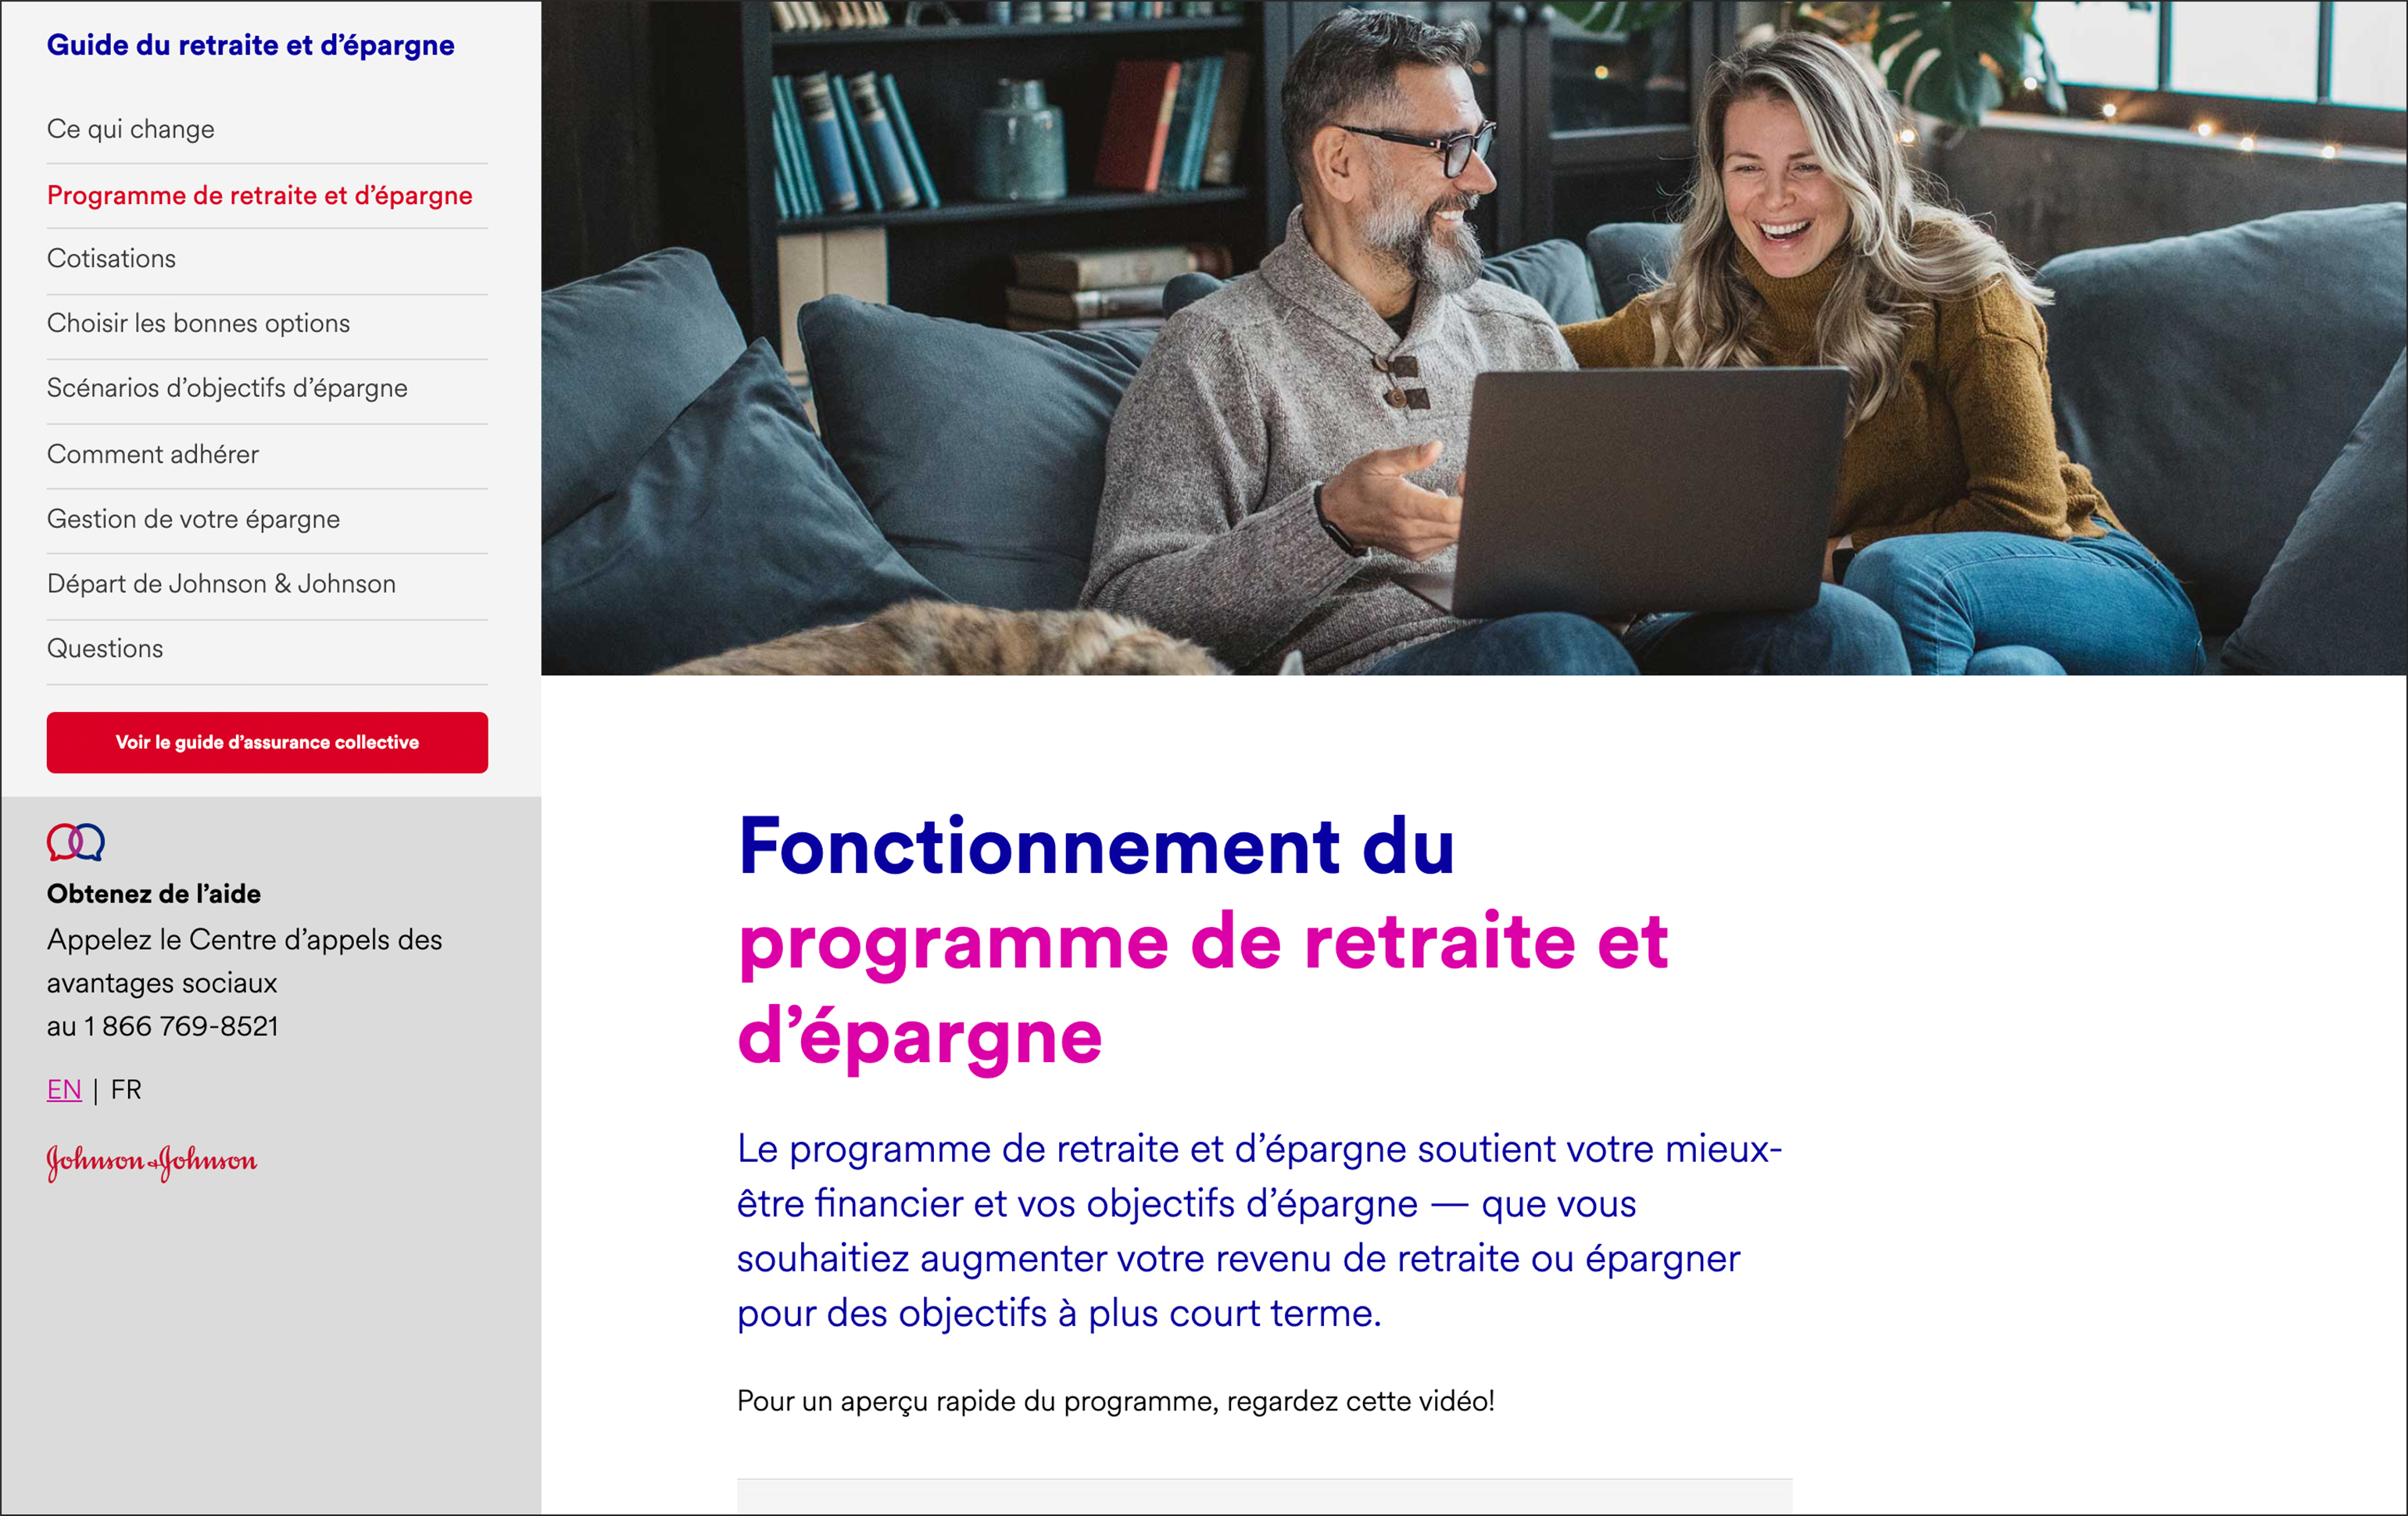 Guide du retraite et d’épargne
Ce qui change
Programme de retraite et d’épargne
Cotisations
Choisir les bonnes options
Scénarios d’objectifs d’épargne
Comment adhérer
Gestion de votre épargne
Départ de Johnson & Johnson
Questions
Voir le guide d’assurance collective
Obtenez de l’aide
Appelez le Centre d’appels des
avantages sociaux
au 1 866 769-8521
EN | FR
Johnson & Johnson
Fonctionnement du
programme de retraite et
d’épargne
Le programme de retraite et d’épargne soutient votre mieux-
être financier et vos objectifs d’épargne — que vous
souhaitiez augmenter votre revenu de retraite ou épargner
pour des objectifs à plus court terme.
Pour un aperçu rapide du programme, regardez cette vidéo!